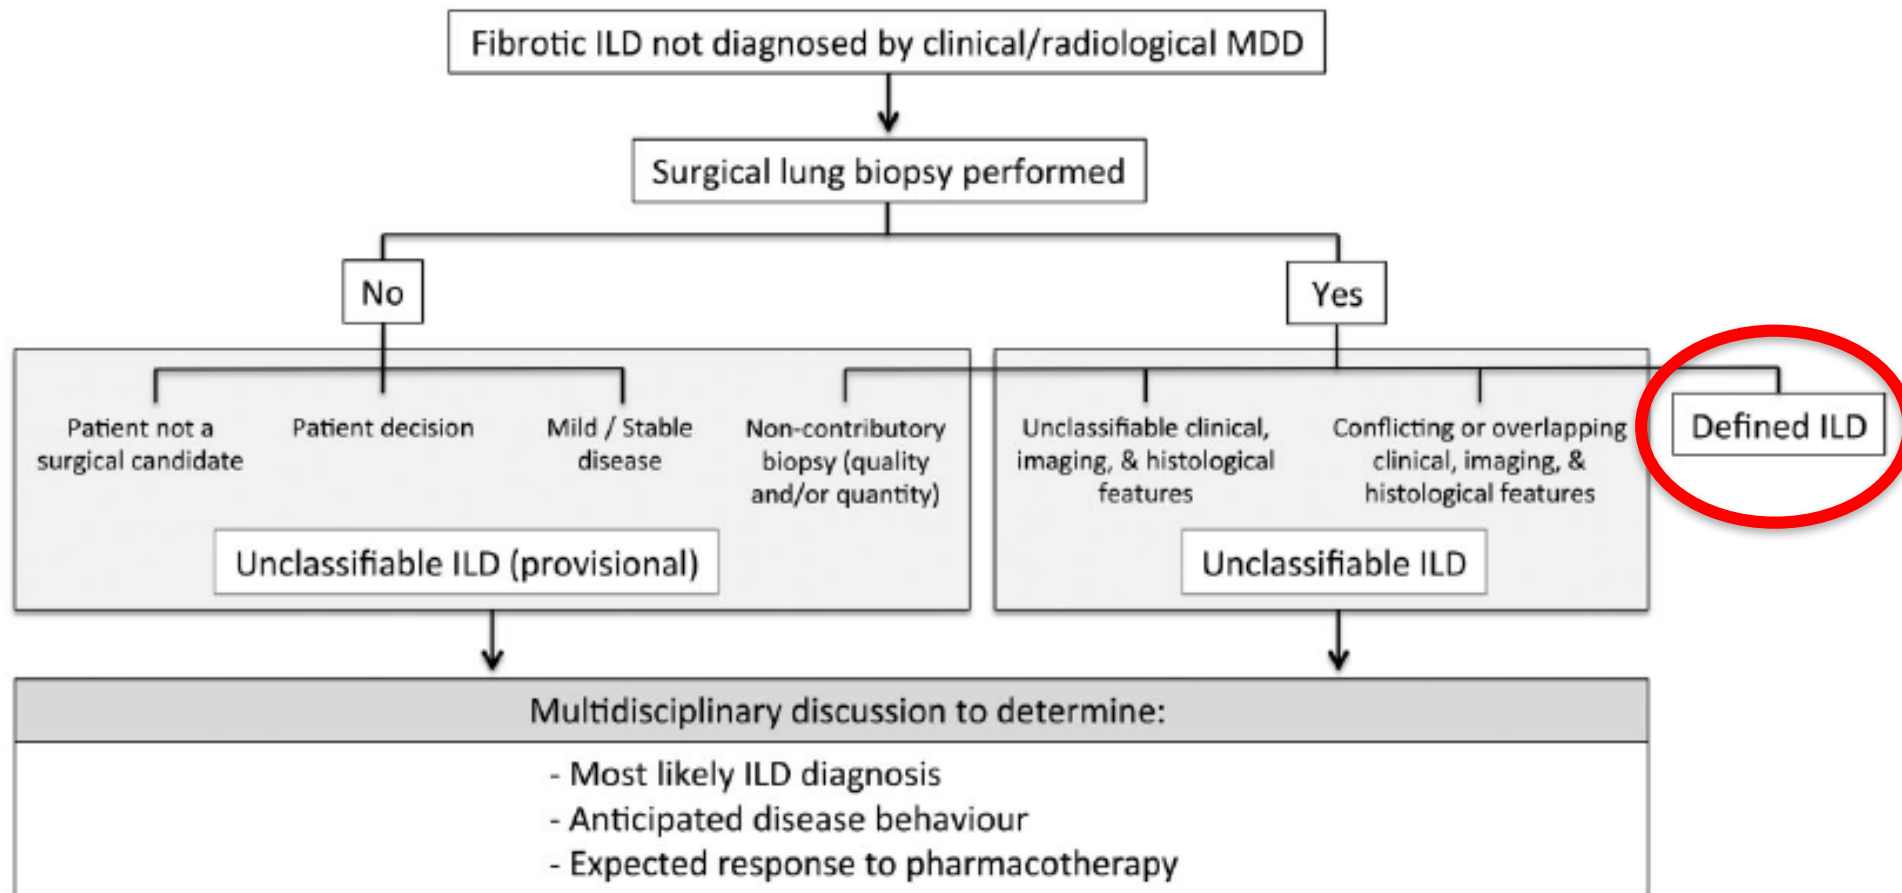 Fibrotic ILD not diagnosed by clinical/radiological MDD
Surgical lung biopsy performed
No
Yes
Patient not a
surgical candidate
Patient decision
Mild / Stable
disease
Non-contributory
biopsy (quality
and/or quantity)
Unclassifiable clinical,
imaging, & histological
features
Conflicting or overlapping
clinical, imaging, &
histological features
Defined ILD
Unclassifiable ILD (provisional)
Unclassifiable ILD
Multidisciplinary discussion to determine:
- Most likely ILD diagnosis
- Anticipated disease behaviour
- Expected response to pharmacotherapy